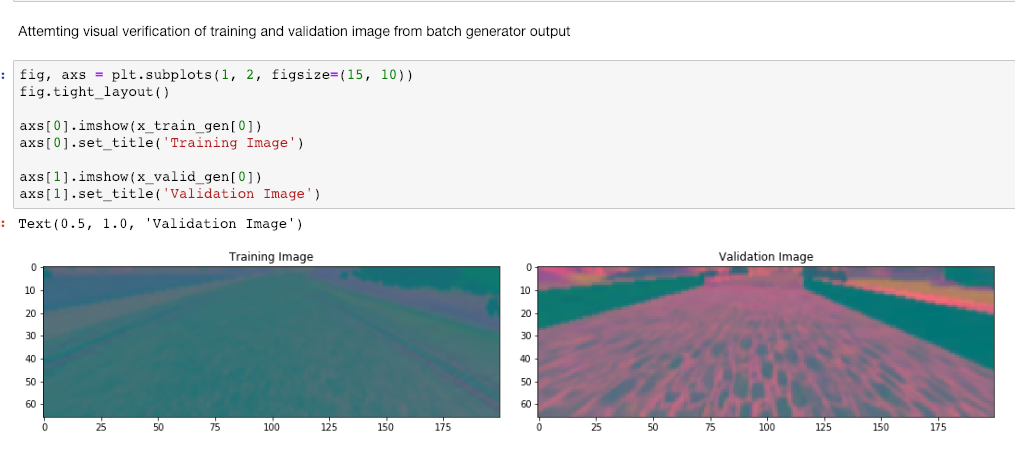 Attemting visual verification of training and validation image from batch generator output
: fig, axs = plt.subplots(1, 2, figsize=(15, 10))
fig.tight_layout()
axs[0].imshow(x_train_gen[0])
axs[0].set_title('Training Image')
axs[1].imshow(x_valid_gen[0])
axs[1].set_title('Validation Image')
: Text(0.5, 1.0, 'Validation Image')
Training Image
0
10
20
30
40
50
60
0 25 50 75 100 125 150 175
Validation Image
0
10
20
30
40
50
60
0 25 50 75 100 125 150 175